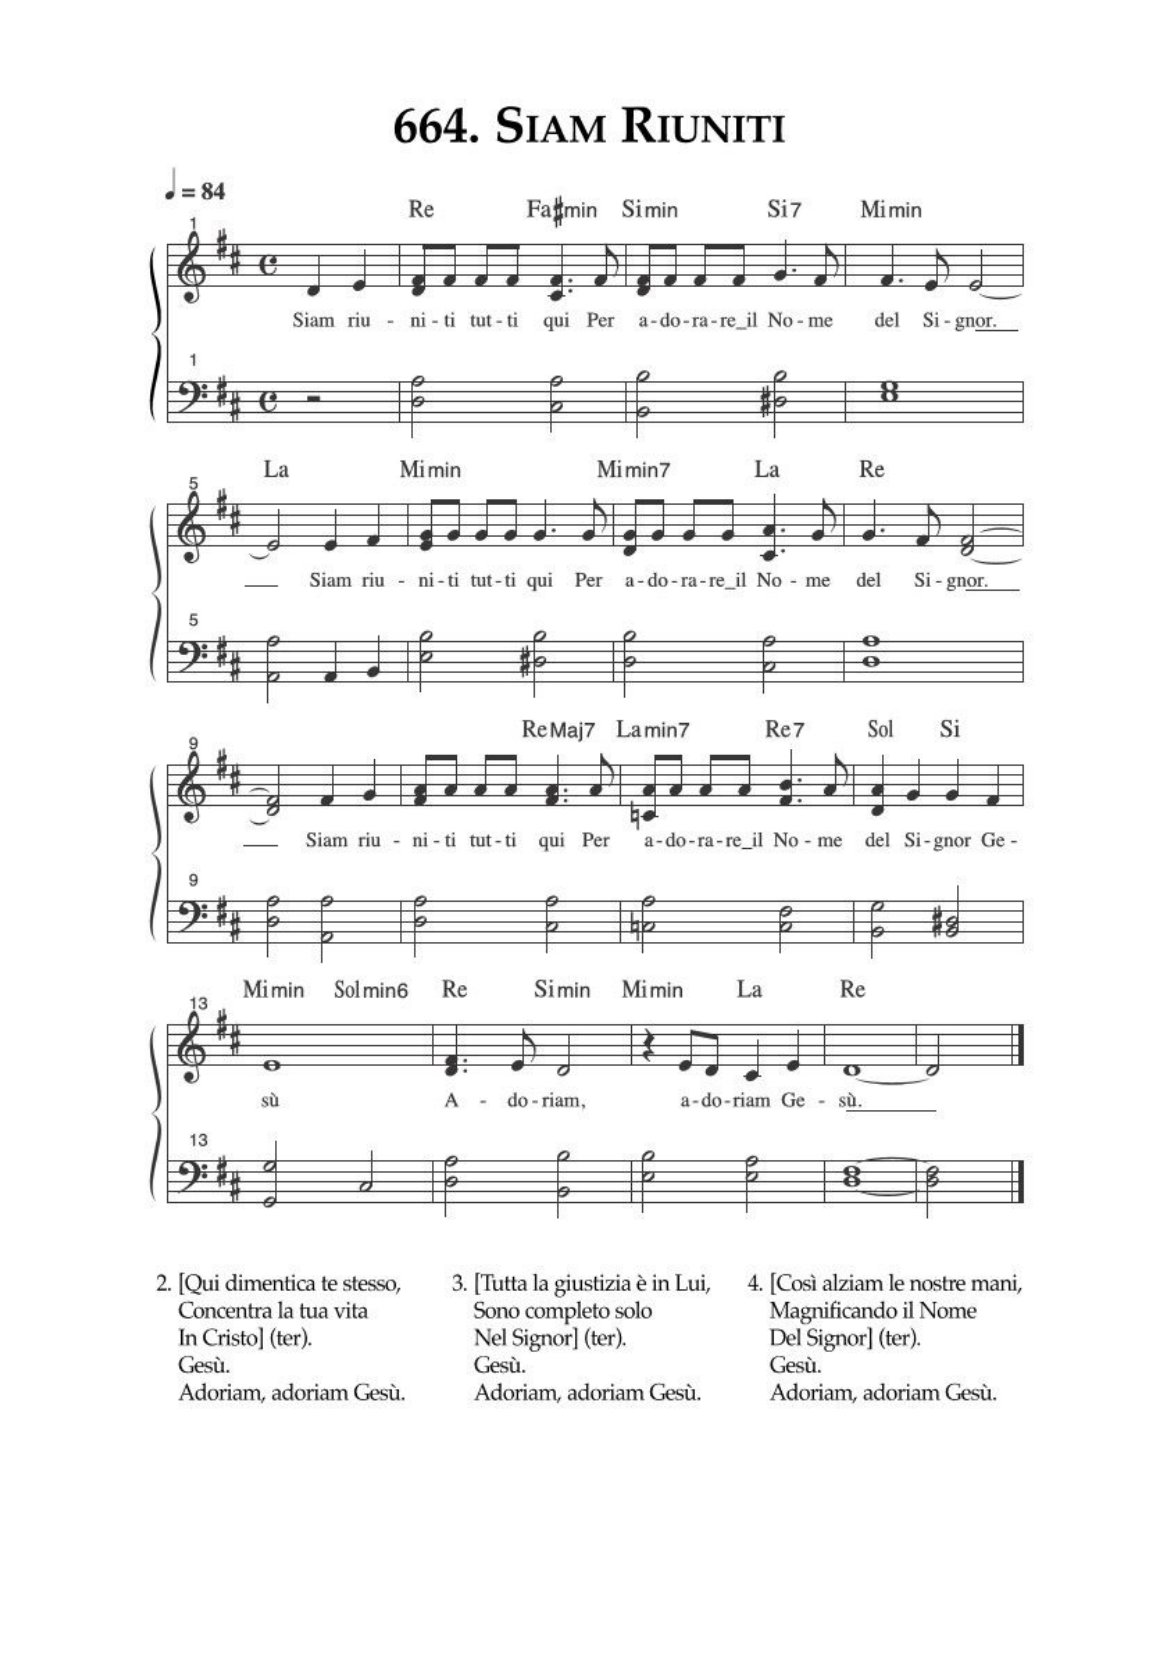 664. Siam Riuniti
♩ = 84
Re Fa♯min Simin Si7 Mimin
1
Siam riu - ni - ti tut - ti qui Per a - do - ra - re_il No - me del Si - gnor.
1
La Mimin Mimin7 La Re
5
Siam riu - ni - ti tut - ti qui Per a - do - ra - re_il No - me del Si - gnor.
5
ReMaj7 Lamin7 Re7 Sol Si
9
Siam riu - ni - ti tut - ti qui Per a - do - ra - re_il No - me del Si - gnor Ge -
9
Mimin Solmin6 Re Simin Mimin La Re
13
sù A - do - riam, a - do - riam Ge - sù.
13
2. [Qui dimentica te stesso,
Concentra la tua vita
In Cristo] (ter).
Gesù.
Adoriam, adoriam Gesù.
3. [Tutta la giustizia è in Lui,
Sono completo solo
Nel Signor] (ter).
Gesù.
Adoriam, adoriam Gesù.
4. [Così alziam le nostre mani,
Magnificando il Nome
Del Signor] (ter).
Gesù.
Adoriam, adoriam Gesù.